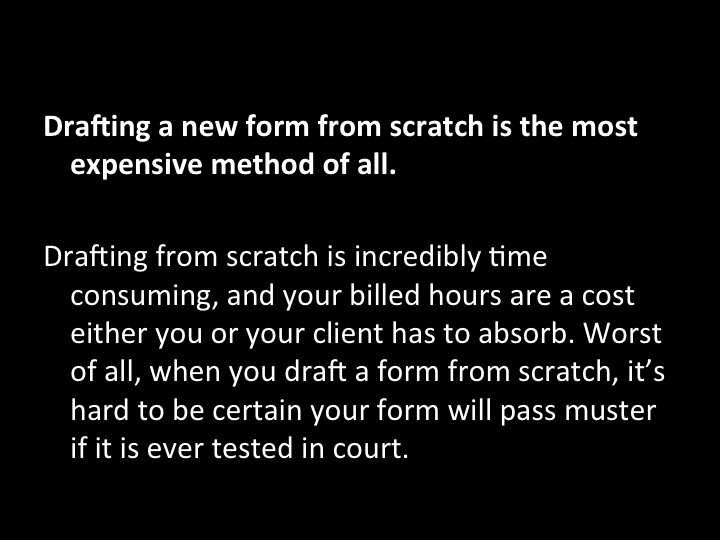 Drafting a new form from scratch is the most
expensive method of all.
Drafting from scratch is incredibly time
consuming, and your billed hours are a cost
either you or your client has to absorb. Worst
of all, when you draft a form from scratch, it’s
hard to be certain your form will pass muster
if it is ever tested in court.